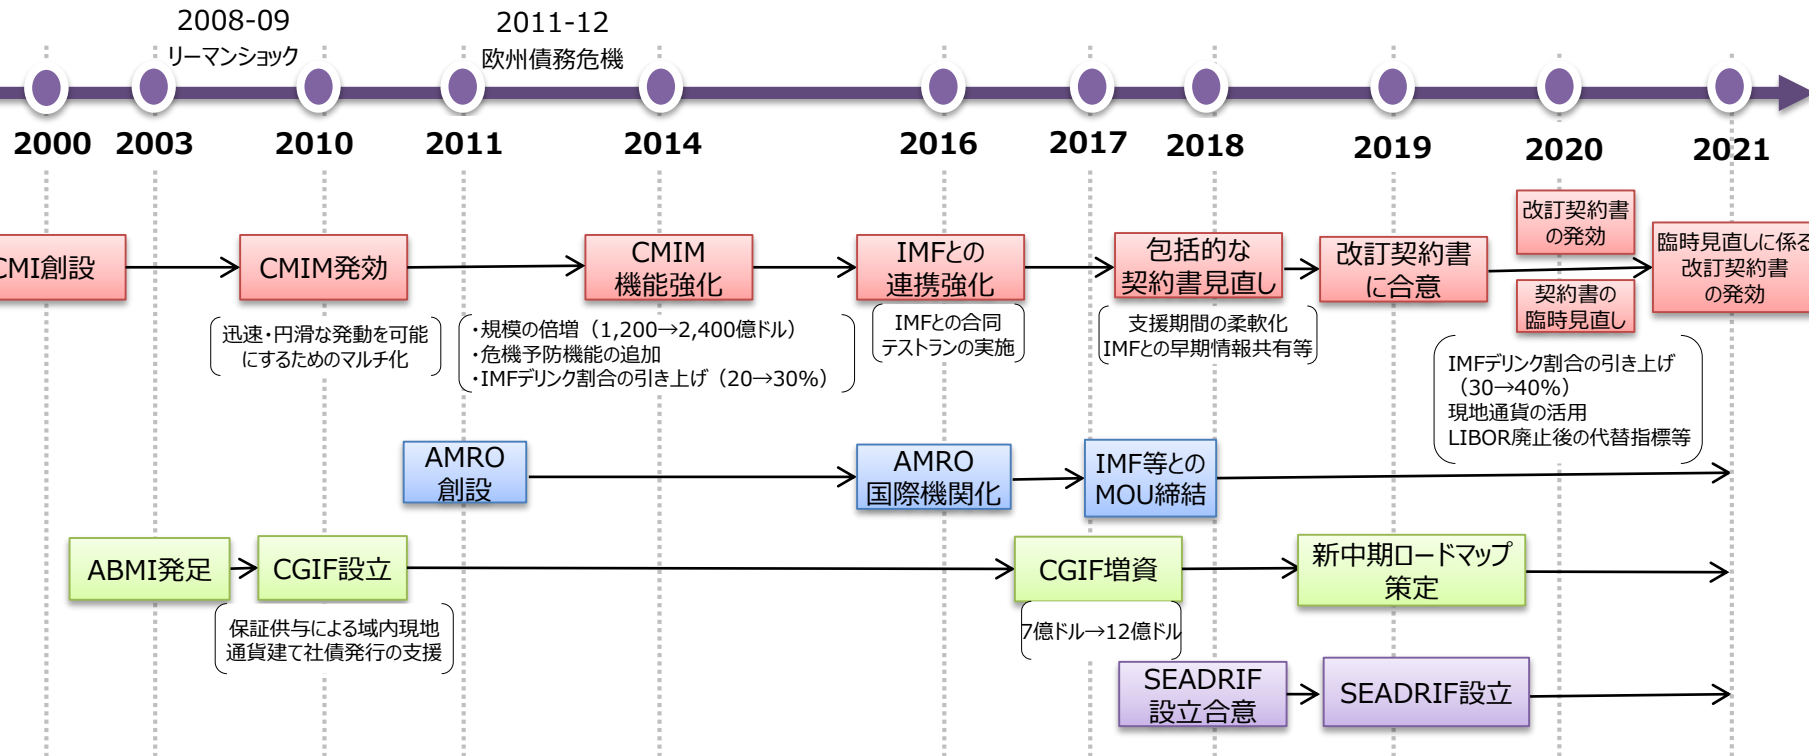 2008-09
リーマンショック
2011-12
欧州債務危機
2000
2003
2010
2011
2014
2016
2017
2018
2019
2020
2021
CMI創設
CMIM発効
CMIM
機能強化
IMFとの
連携強化
包括的な
契約書見直し
改訂契約書
に合意
改訂契約書
の発効
契約書の
臨時見直し
臨時見直しに係る
改訂契約書
の発効
迅速・円滑な発動を可能
にするためのマルチ化
・規模の倍増（1,200→2,400億ドル）
・危機予防機能の追加
・IMFデリンク割合の引き上げ（20→30%）
IMFとの合同
テストランの実施
支援期間の柔軟化
IMFとの早期情報共有等
IMFデリンク割合の引き上げ
（30→40%）
現地通貨の活用
LIBOR廃止後の代替指標等
AMRO
創設
AMRO
国際機関化
IMF等との
MOU締結
ABMI発足
CGIF設立
CGIF増資
新中期ロードマップ
策定
保証供与による域内現地
通貨建て社債発行の支援
7億ドル→12億ドル
SEADRIF
設立合意
SEADRIF設立